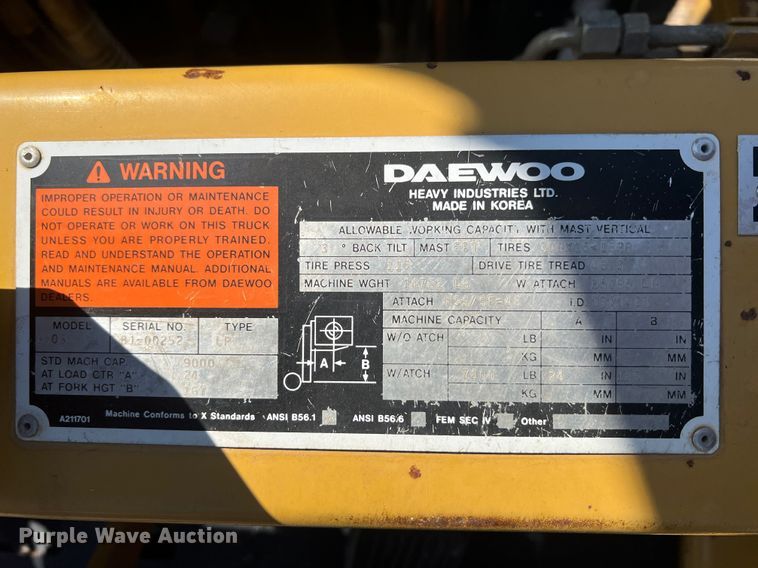 WARNING
IMPROPER OPERATION OR MAINTENANCE
COULD RESULT IN INJURY OR DEATH. DO
NOT OPERATE OR WORK ON THIS TRUCK
UNLESS YOU ARE PROPERLY TRAINED.
READ AND UNDERSTAND THE OPERATION
AND MAINTENANCE MANUAL. ADDITIONAL
MANUALS ARE AVAILABLE FROM DAEWOO
DEALERS.
MODEL SERIAL NO. TYPE
LP
STD MACH CAP. 9000
AT LOAD CTR "A" 24
AT FORK HGT "B"
A211701
DAEWOO
HEAVY INDUSTRIES LTD.
MADE IN KOREA
ALLOWABLE WORKING CAPACITY WITH MAST VERTICAL
° BACK TILT MAST TIRES
TIRE PRESS DRIVE TIRE TREAD
MACHINE WGHT W. ATTACH
ATTACH I.D
MACHINE CAPACITY A B
W/O ATCH LB IN IN
KG MM MM
W/ATCH LB 24 IN IN
KG MM MM
A
B
Machine Conforms to X Standards ANSI B56.1 ANSI B56.6 FEM SEC IV Other
Purple Wave Auction